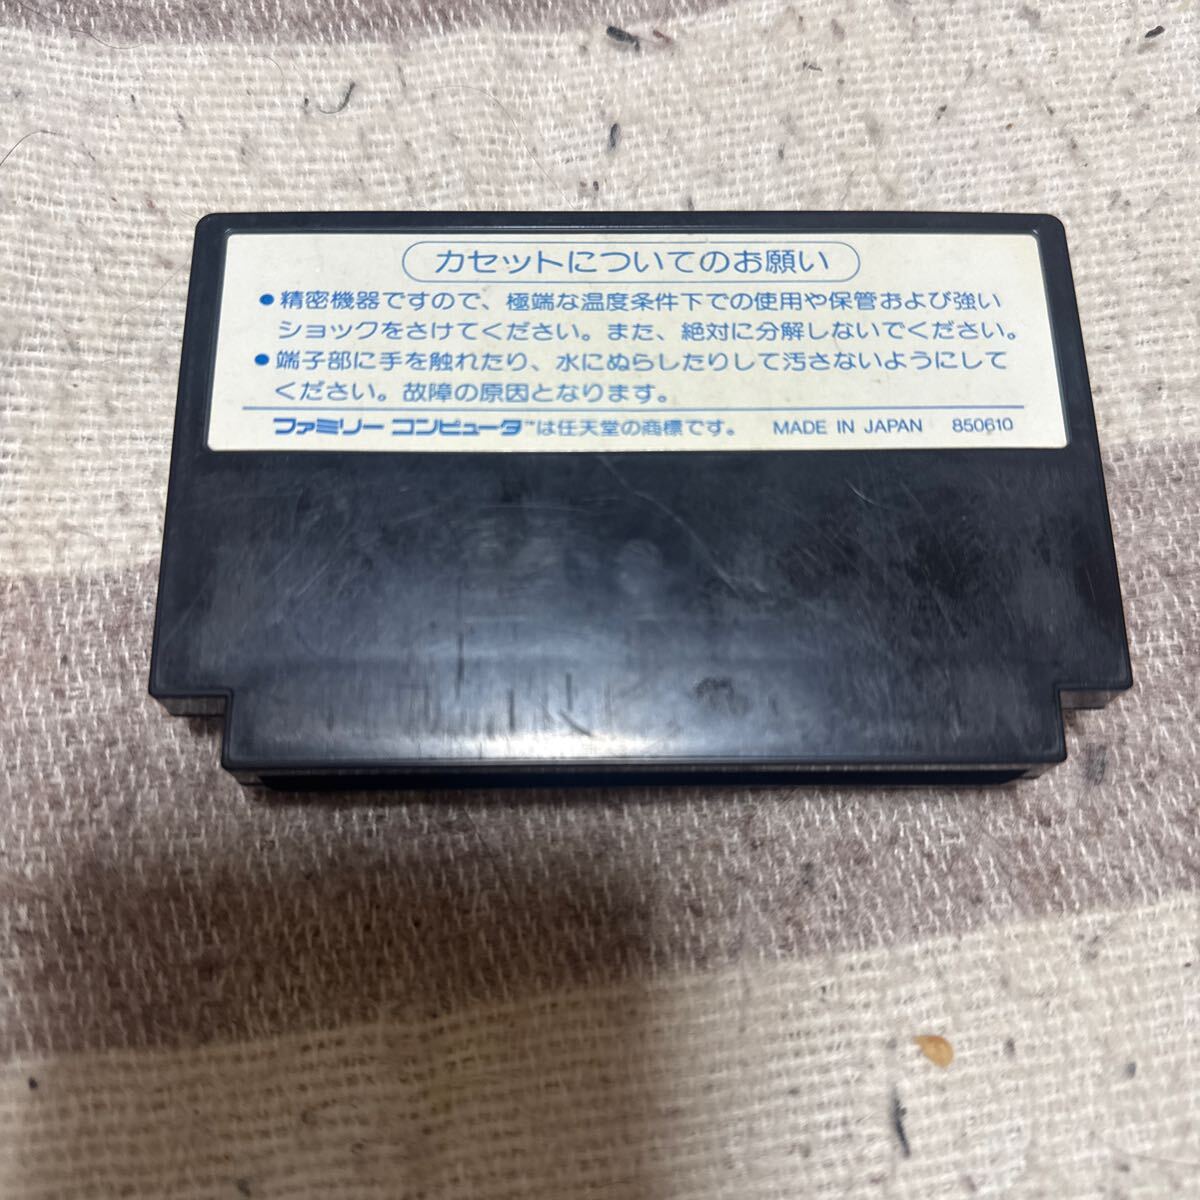 カセットについてのお願い
●精密機器ですので、極端な温度条件下での使用や保管および強い
ショックをさけてください。また、絶対に分解しないでください。
●端子部に手を触れたり、水にぬらしたりして汚さないようにして
ください。故障の原因となります。
ファミリー コンピュータ™は任天堂の商標です。 MADE IN JAPAN 850610